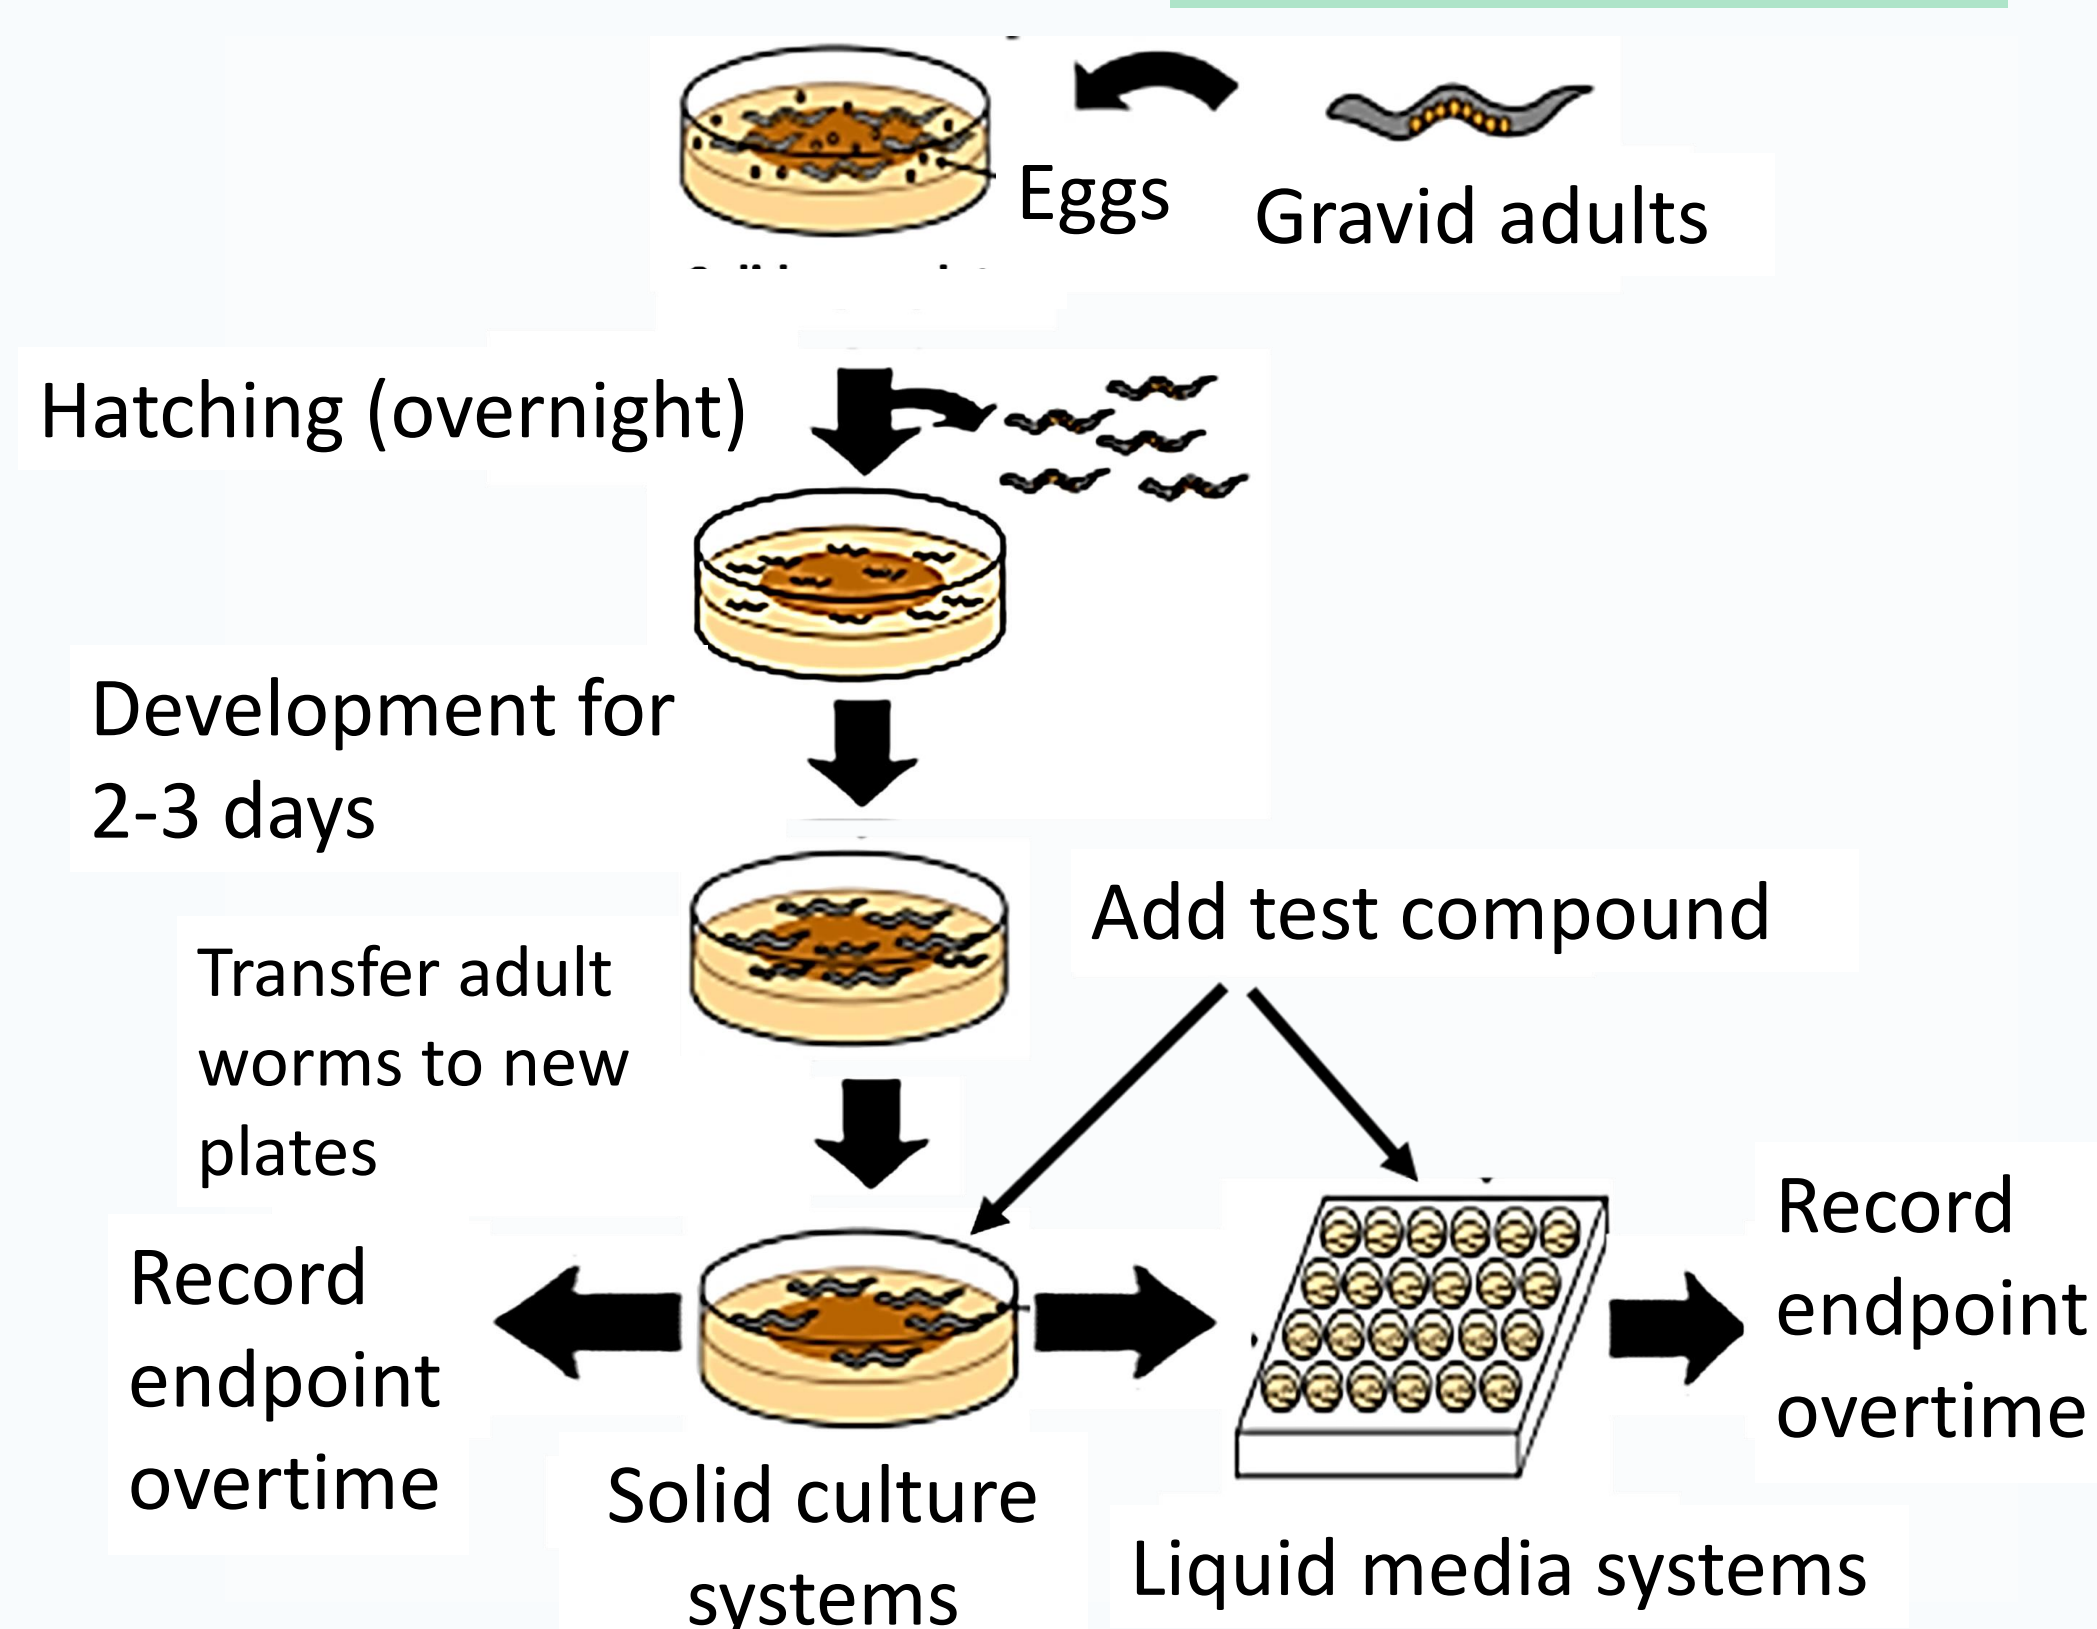 Eggs
Gravid adults
Hatching (overnight)
Development for
2-3 days
Add test compound
Transfer adult
worms to new
plates
Record
endpoint
overtime
Record
endpoint
overtime
Solid culture
systems
Liquid media systems